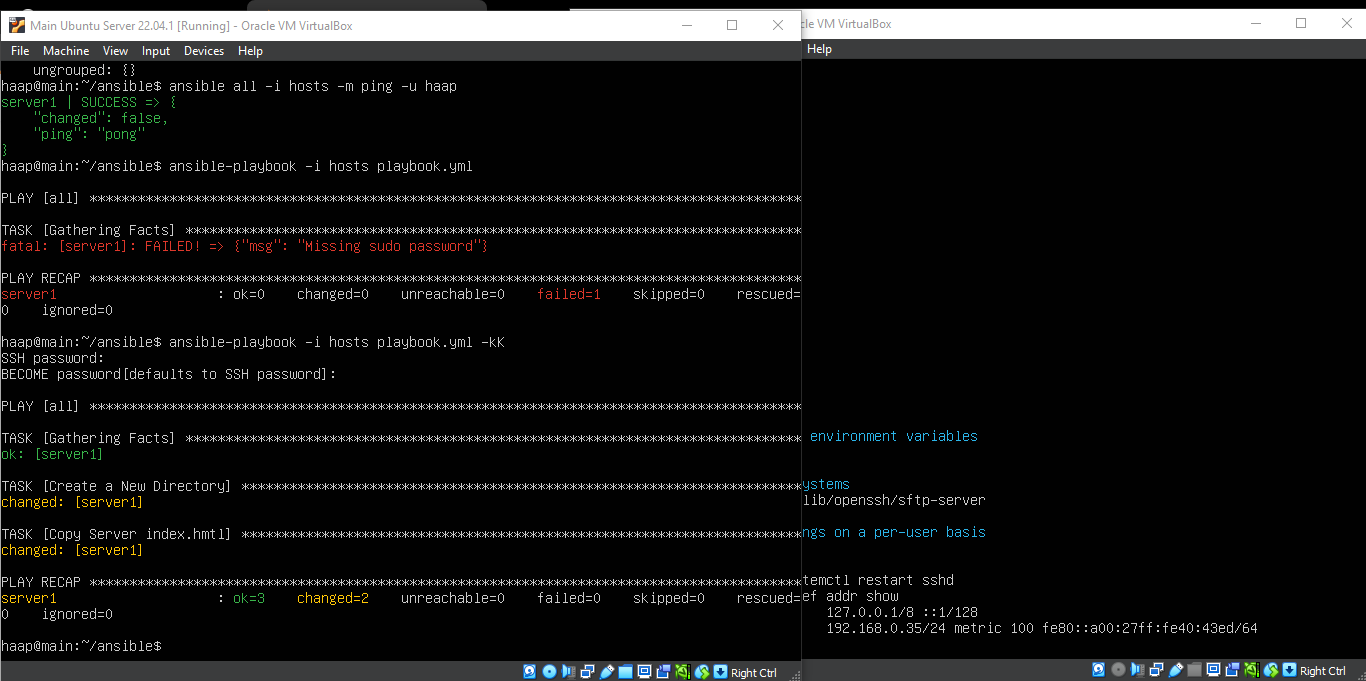 Main Ubuntu Server 22.04.1 [Running] - Oracle VM VirtualBox
File Machine View Input Devices Help
ungrouped: {}
haap@main:~/ansible$ ansible all -i hosts -m ping -u haap
server1 | SUCCESS => {
"changed": false,
"ping": "pong"
}
haap@main:~/ansible$ ansible-playbook -i hosts playbook.yml
PLAY [all] *****************************************************************************************
TASK [Gathering Facts] *****************************************************************************
fatal: [server1]: FAILED! => {"msg": "Missing sudo password"}
PLAY RECAP *****************************************************************************************
server1 : ok=0 changed=0 unreachable=0 failed=1 skipped=0 rescued=
0 ignored=0
haap@main:~/ansible$ ansible-playbook -i hosts playbook.yml -kK
SSH password:
BECOME password[defaults to SSH password]:
PLAY [all] *****************************************************************************************
TASK [Gathering Facts] *****************************************************************************
ok: [server1]
TASK [Create a New Directory] **********************************************************************
changed: [server1]
TASK [Copy Server index.hmtl] **********************************************************************
changed: [server1]
PLAY RECAP *****************************************************************************************
server1 : ok=3 changed=2 unreachable=0 failed=0 skipped=0 rescued=
0 ignored=0
haap@main:~/ansible$
Right Ctrl
cle VM VirtualBox
Help
environment variables
ystems
lib/openssh/sftp-server
ngs on a per-user basis
temctl restart sshd
ef addr show
127.0.0.1/8 ::1/128
192.168.0.35/24 metric 100 fe80::a00:27ff:fe40:43ed/64
Right Ctrl